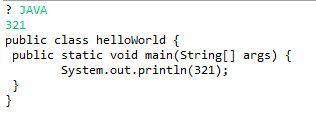 ? JAVA
321
public class helloWorld {
 public static void main(String[] args) {
        System.out.println(321);
 }
}